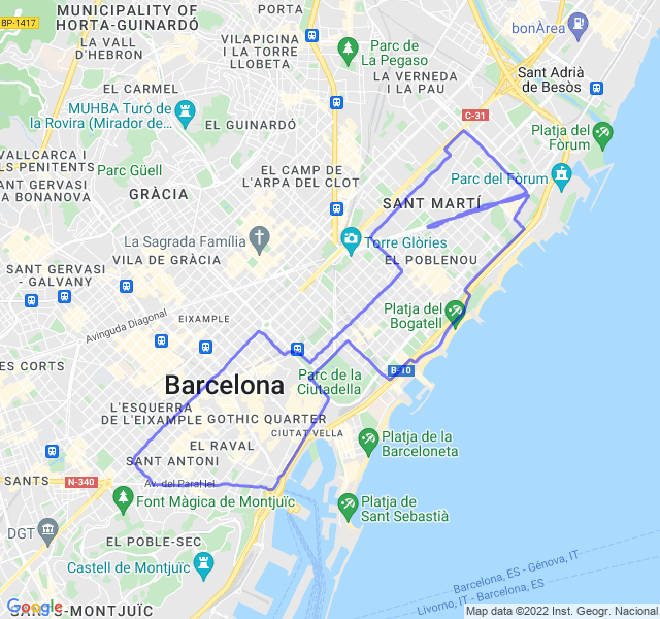 MUNICIPALITY OF
HORTA-GUINARDÓ
BP-1417
LA VALL
D'HEBRON
VILAPICINA
I LA TORRE
LLOBETA
Parc de
La Pegaso
bonÀrea
LA VERNEDA
I LA PAU
Sant Adrià
de Besòs
EL CARMEL
MUHBA Turó de
la Rovira (Mirador de...
EL GUINARDÓ
C-31
Platja del
Fòrum
VALLCARCA I
LS PENITENTS
Parc Güell
ANT GERVASI
A BONANOVA
GRÀCIA
EL CAMP DE
L'ARPA DEL CLOT
Parc del Fòrum
SANT MARTÍ
La Sagrada Família
Torre Glòries
VILA DE GRÀCIA
EL POBLENOU
SANT GERVASI
- GALVANY
Avinguda Diagonal
EIXAMPLE
Platja del
Bogatell
ES CORTS
B-10
Barcelona
Parc de la
Ciutadella
L'ESQUERRA
DE L'EIXAMPLE
GOTHIC QUARTER
CIUTAT VELLA
EL RAVAL
Platja de la
Barceloneta
SANT ANTONI
SANTS
N-340
Av. del Paral·lel
Font Màgica de Montjuïc
Platja de
Sant Sebastià
DGT
EL POBLE-SEC
Castell de Montjuïc
Barcelona, ES - Génova, IT
Livorno, IT - Barcelona, ES
Google
SANTS-MONTJUÏC
Map data ©2022 Inst. Geogr. Nacional